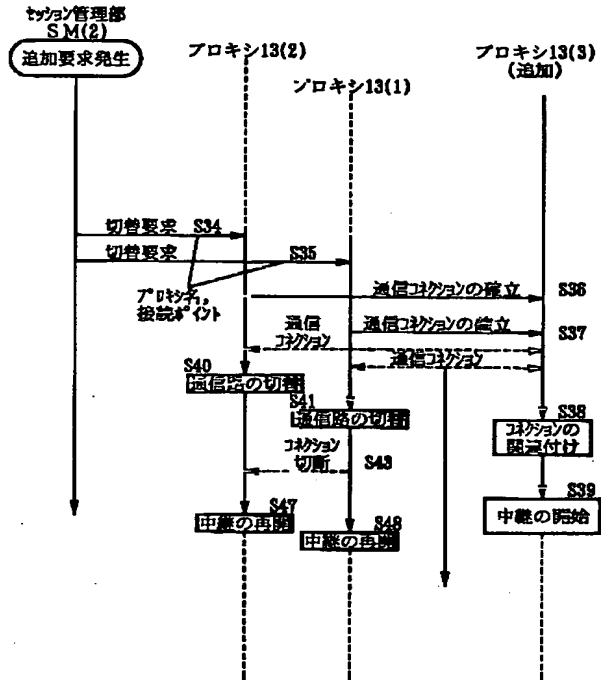 セッション管理部
SM(2)
追加要求発生
プロキシ13(2)
プロキシ13(1)
プロキシ13(3)
(追加)
切替要求 S34
切替要求 S35
プロキシ名,
接続ポイント
通信コネクションの確立 S36
通信コネクションの確立 S37
通信
コネクション
通信コネクション
S40
通信路の切替
S41
通信路の切替
S38
コネクションの
関連付け
コネクション
切断 S43
S39
中継の開始
S47
中継の再開
S48
中継の再開